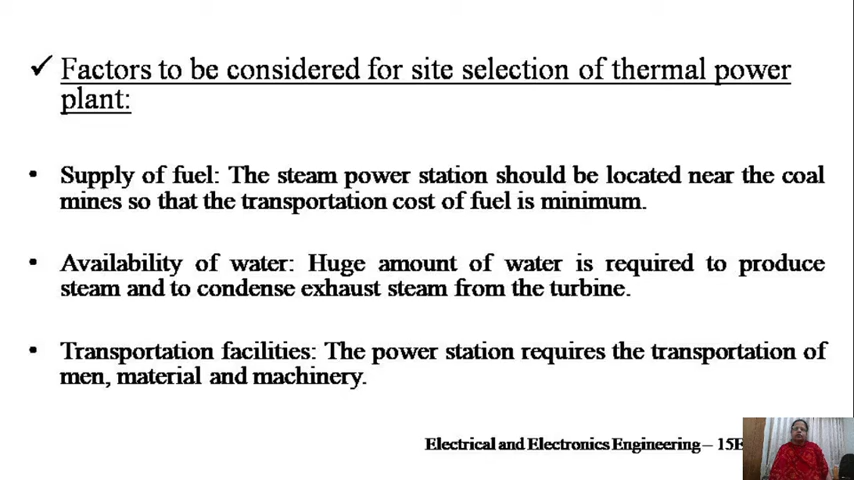 ✓ Factors to be considered for site selection of thermal power
plant:
• Supply of fuel: The steam power station should be located near the coal
mines so that the transportation cost of fuel is minimum.
• Availability of water: Huge amount of water is required to produce
steam and to condense exhaust steam from the turbine.
• Transportation facilities: The power station requires the transportation of
men, material and machinery.
Electrical and Electronics Engineering – 15E